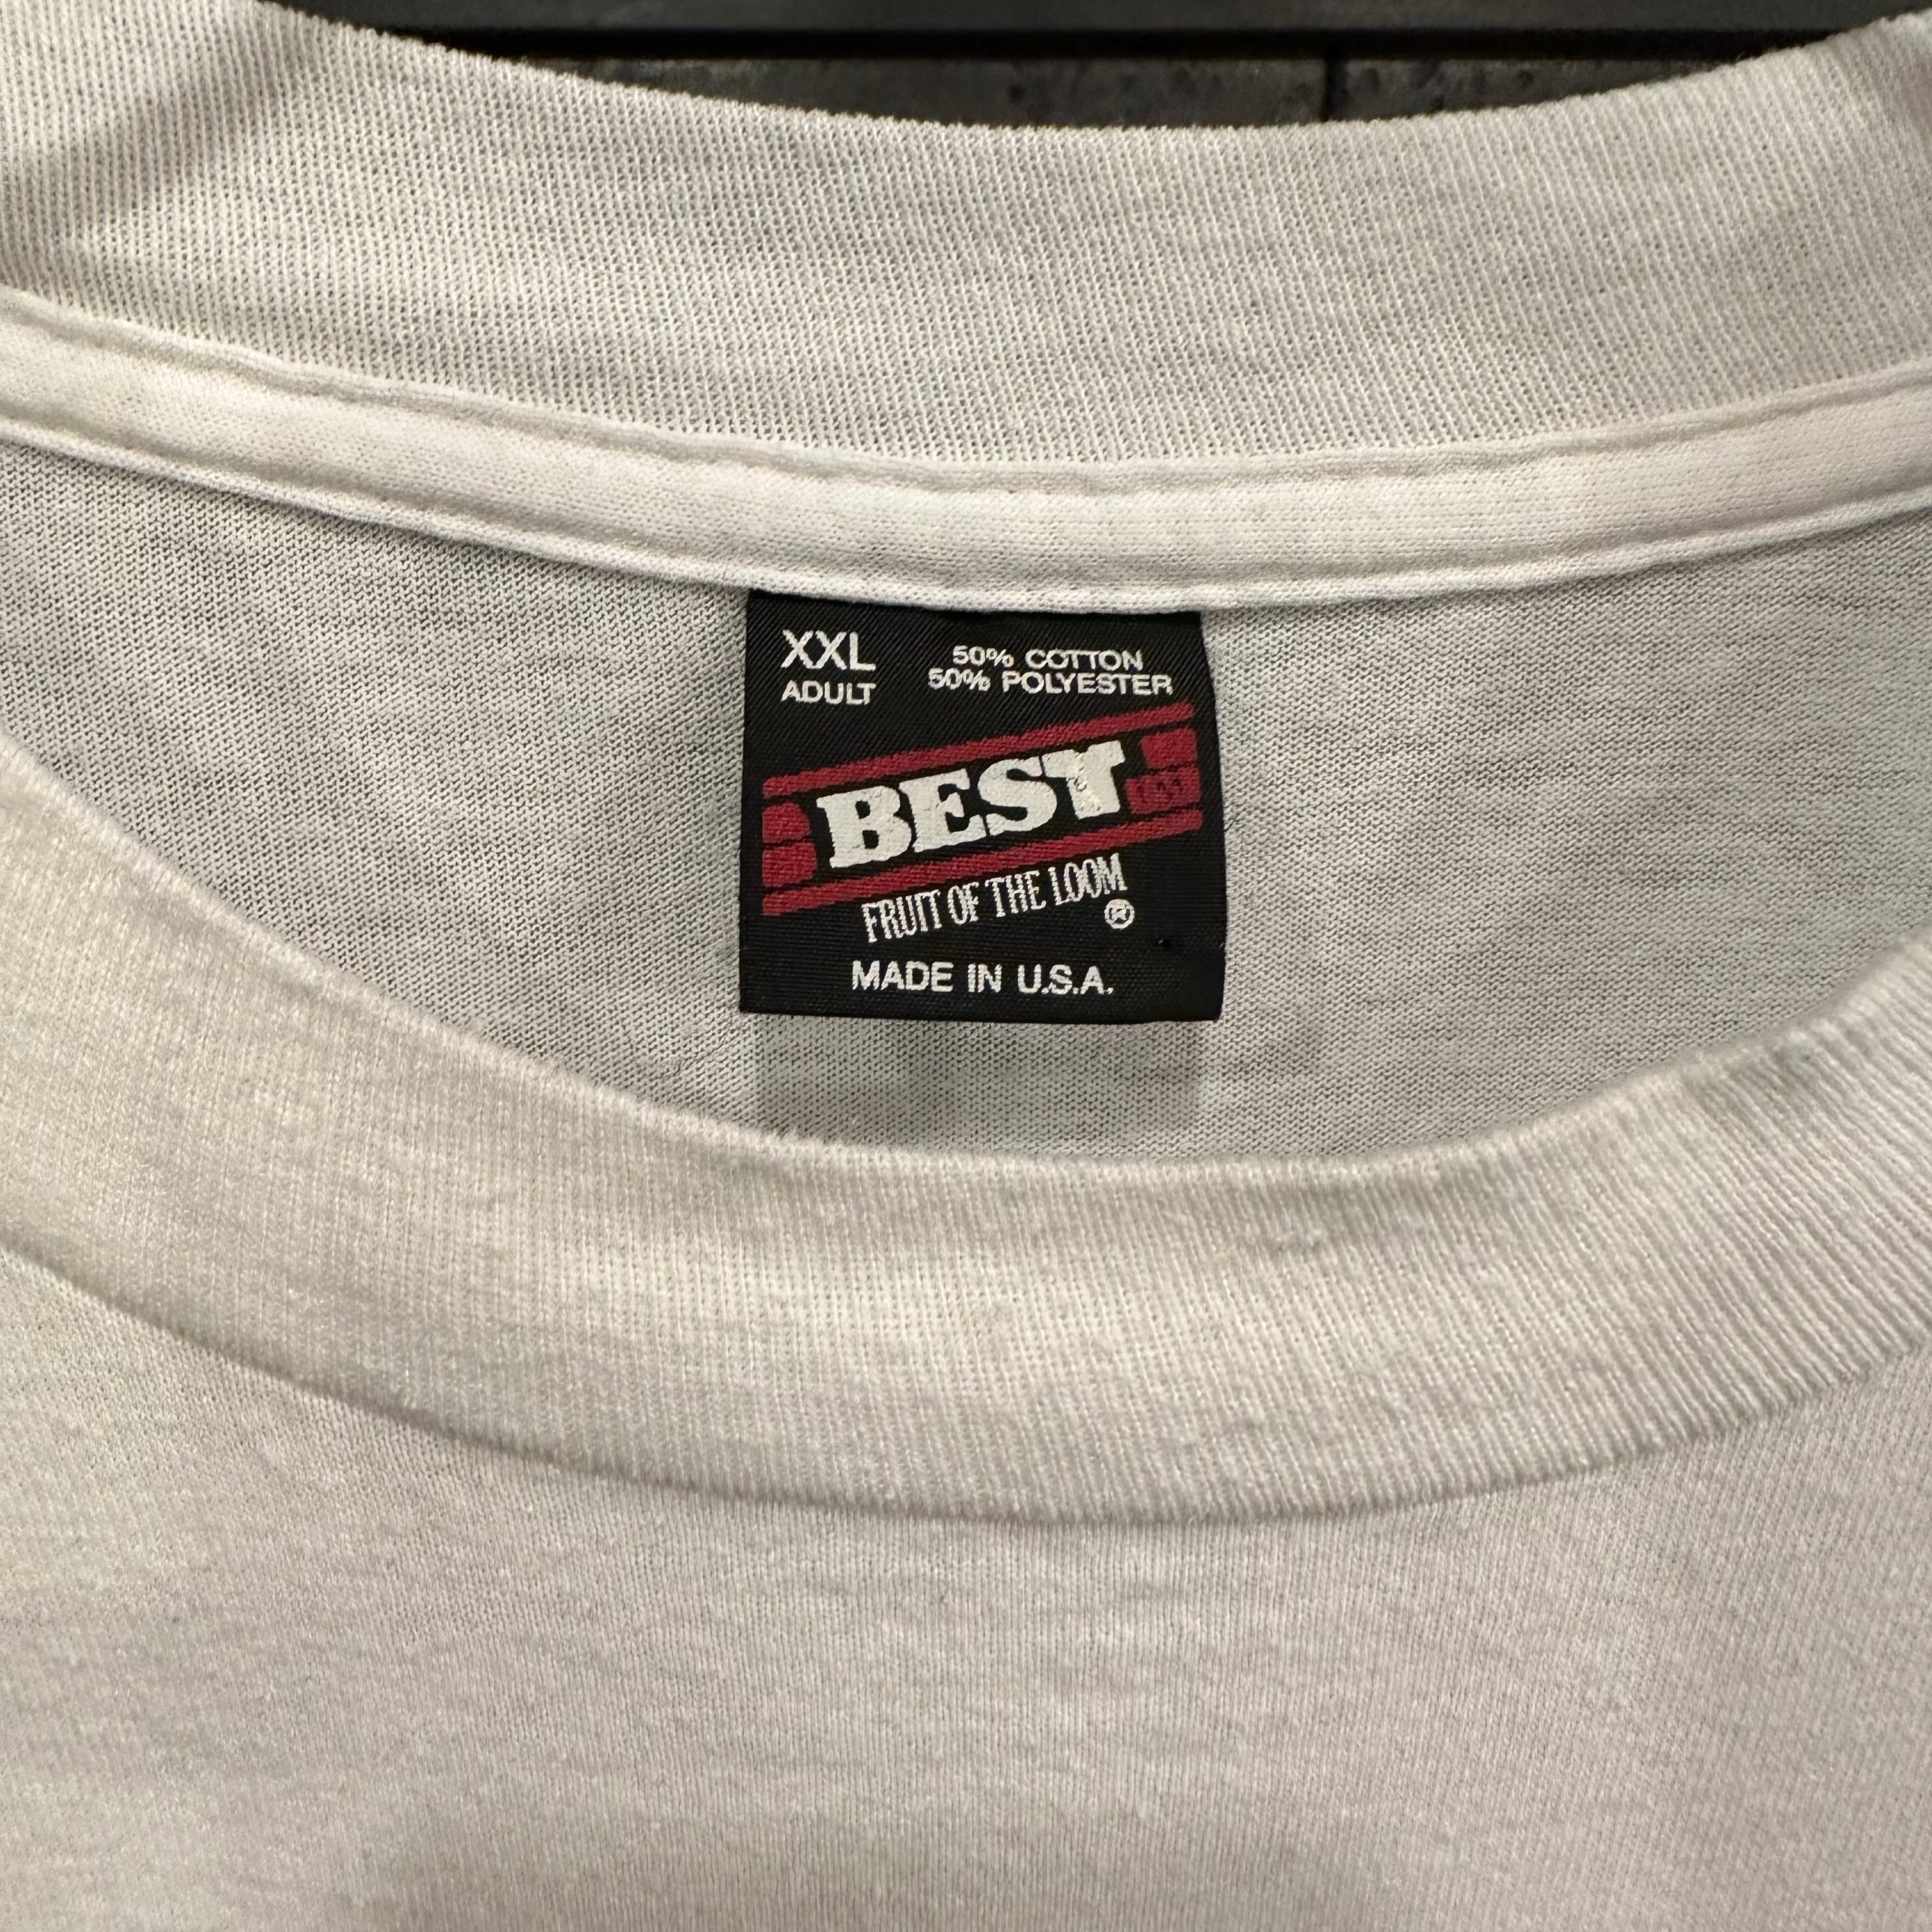 XXL
ADULT
50% COTTON
50% POLYESTER
BEST
FRUIT OF THE LOOM
®
MADE IN U.S.A.